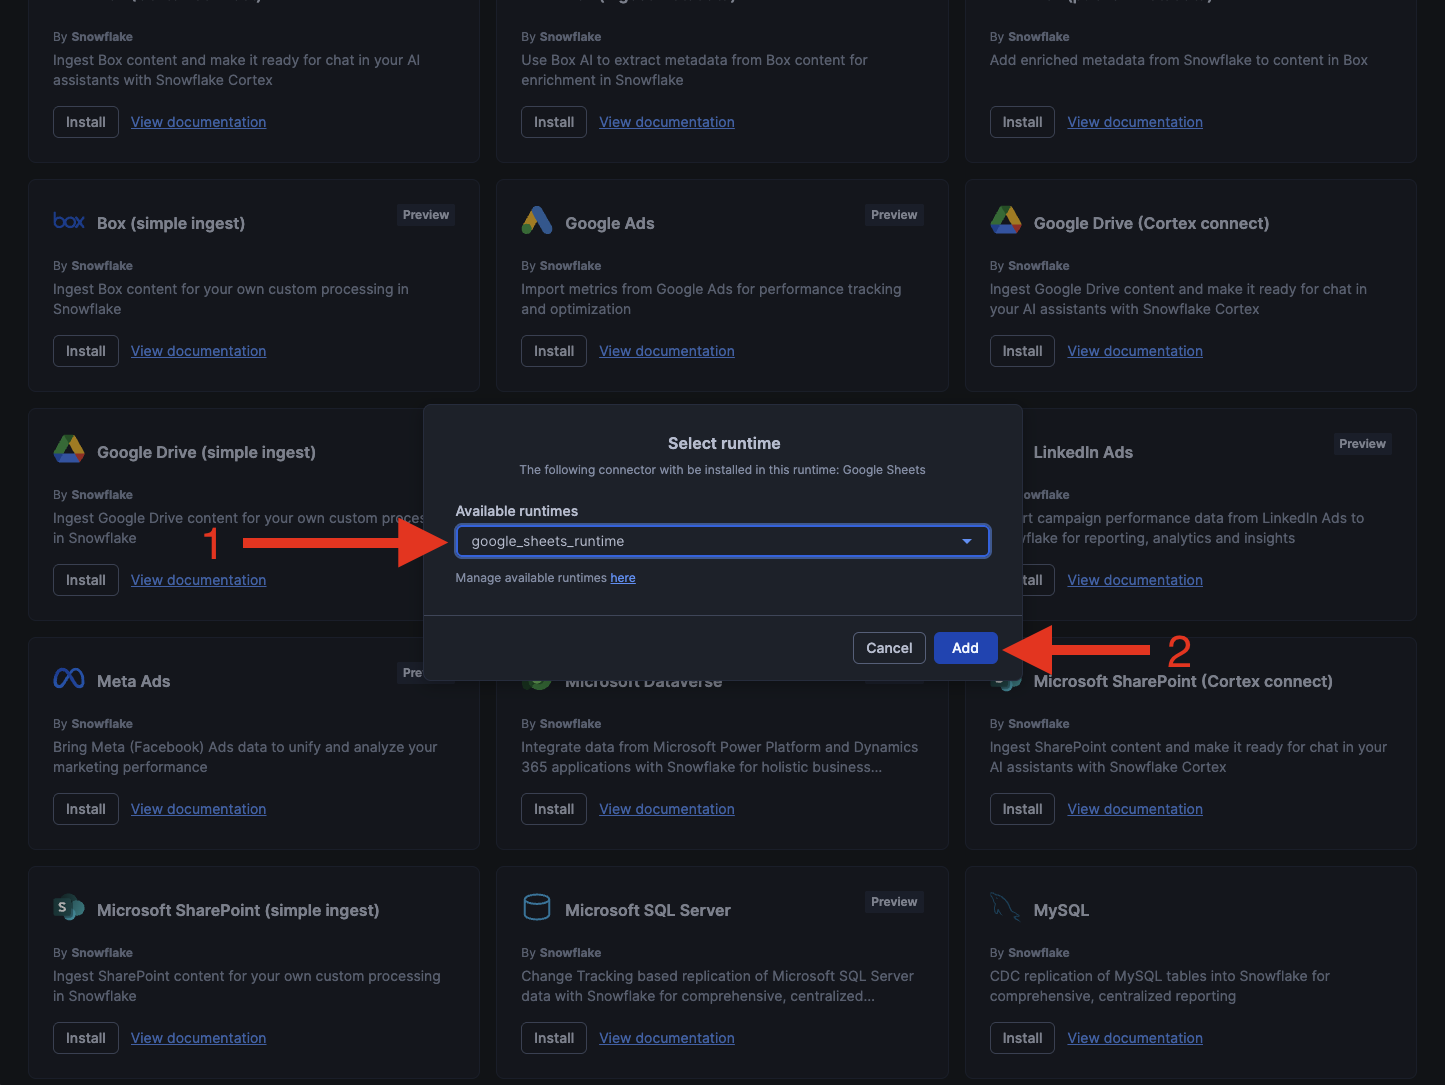 By Snowflake
Ingest Box content and make it ready for chat in your AI
assistants with Snowflake Cortex
Install View documentation
By Snowflake
Use Box AI to extract metadata from Box content for
enrichment in Snowflake
Install View documentation
By Snowflake
Add enriched metadata from Snowflake to content in Box
Install View documentation
box Box (simple ingest) Preview
By Snowflake
Ingest Box content for your own custom processing in
Snowflake
Install View documentation
Google Ads Preview
By Snowflake
Import metrics from Google Ads for performance tracking
and optimization
Install View documentation
Google Drive (Cortex connect)
By Snowflake
Ingest Google Drive content and make it ready for chat in
your AI assistants with Snowflake Cortex
Install View documentation
Google Drive (simple ingest)
By Snowflake
Ingest Google Drive content for your own custom proces
in Snowflake
Install View documentation
1
Select runtime
The following connector with be installed in this runtime: Google Sheets
Available runtimes
google_sheets_runtime
Manage available runtimes here
Cancel Add
2
LinkedIn Ads Preview
owflake
rt campaign performance data from LinkedIn Ads to
flake for reporting, analytics and insights
tall View documentation
Meta Ads Pre
By Snowflake
Bring Meta (Facebook) Ads data to unify and analyze your
marketing performance
Install View documentation
Microsoft Dataverse
By Snowflake
Integrate data from Microsoft Power Platform and Dynamics
365 applications with Snowflake for holistic business...
Install View documentation
Microsoft SharePoint (Cortex connect)
By Snowflake
Ingest SharePoint content and make it ready for chat in your
AI assistants with Snowflake Cortex
Install View documentation
S Microsoft SharePoint (simple ingest)
By Snowflake
Ingest SharePoint content for your own custom processing
in Snowflake
Install View documentation
Microsoft SQL Server Preview
By Snowflake
Change Tracking based replication of Microsoft SQL Server
data with Snowflake for comprehensive, centralized...
Install View documentation
MySQL
By Snowflake
CDC replication of MySQL tables into Snowflake for
comprehensive, centralized reporting
Install View documentation